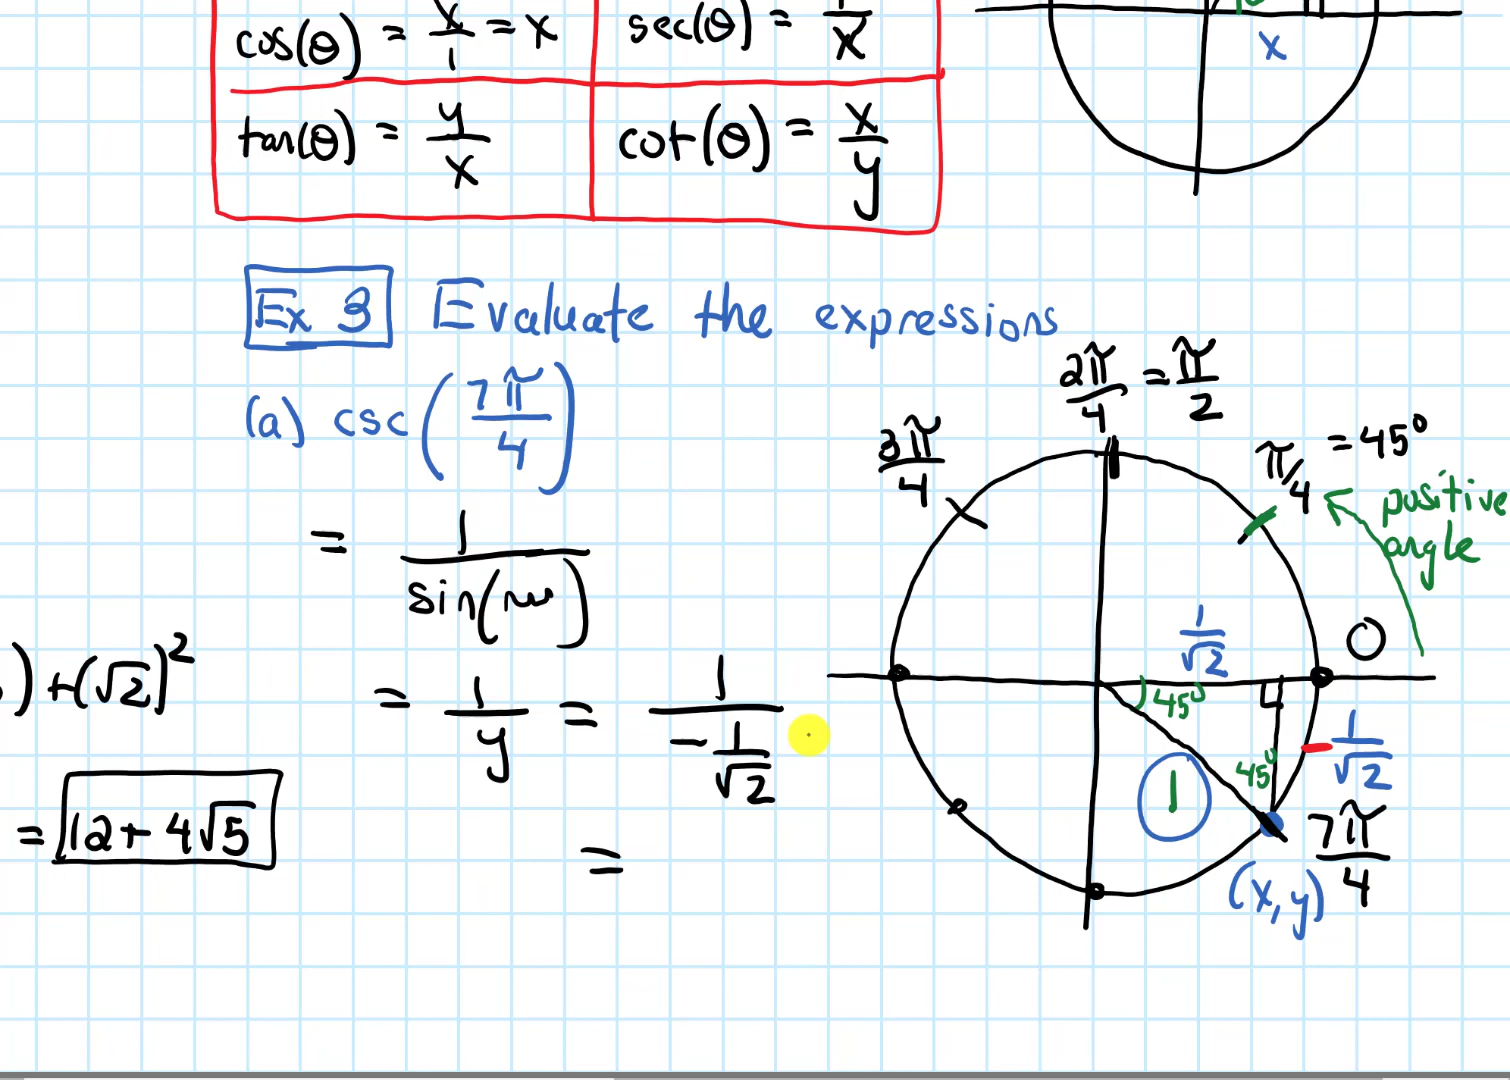 cos(θ) = x/1 = x
sec(θ) = 1/x
x
tan(θ) = y/x
cot(θ) = x/y
Ex 3 Evaluate the expressions
(a) csc(7π/4)
2π/4 = π/2
3π/4
π/4 = 45°
positive
angle
= 1/sin(
0
1/√2
) + (√2)²
= 1/y = 1/(-1/√2)
45°
45°
- 1/√2
1
= 12 + 4√5
=
7π/4
(x, y)